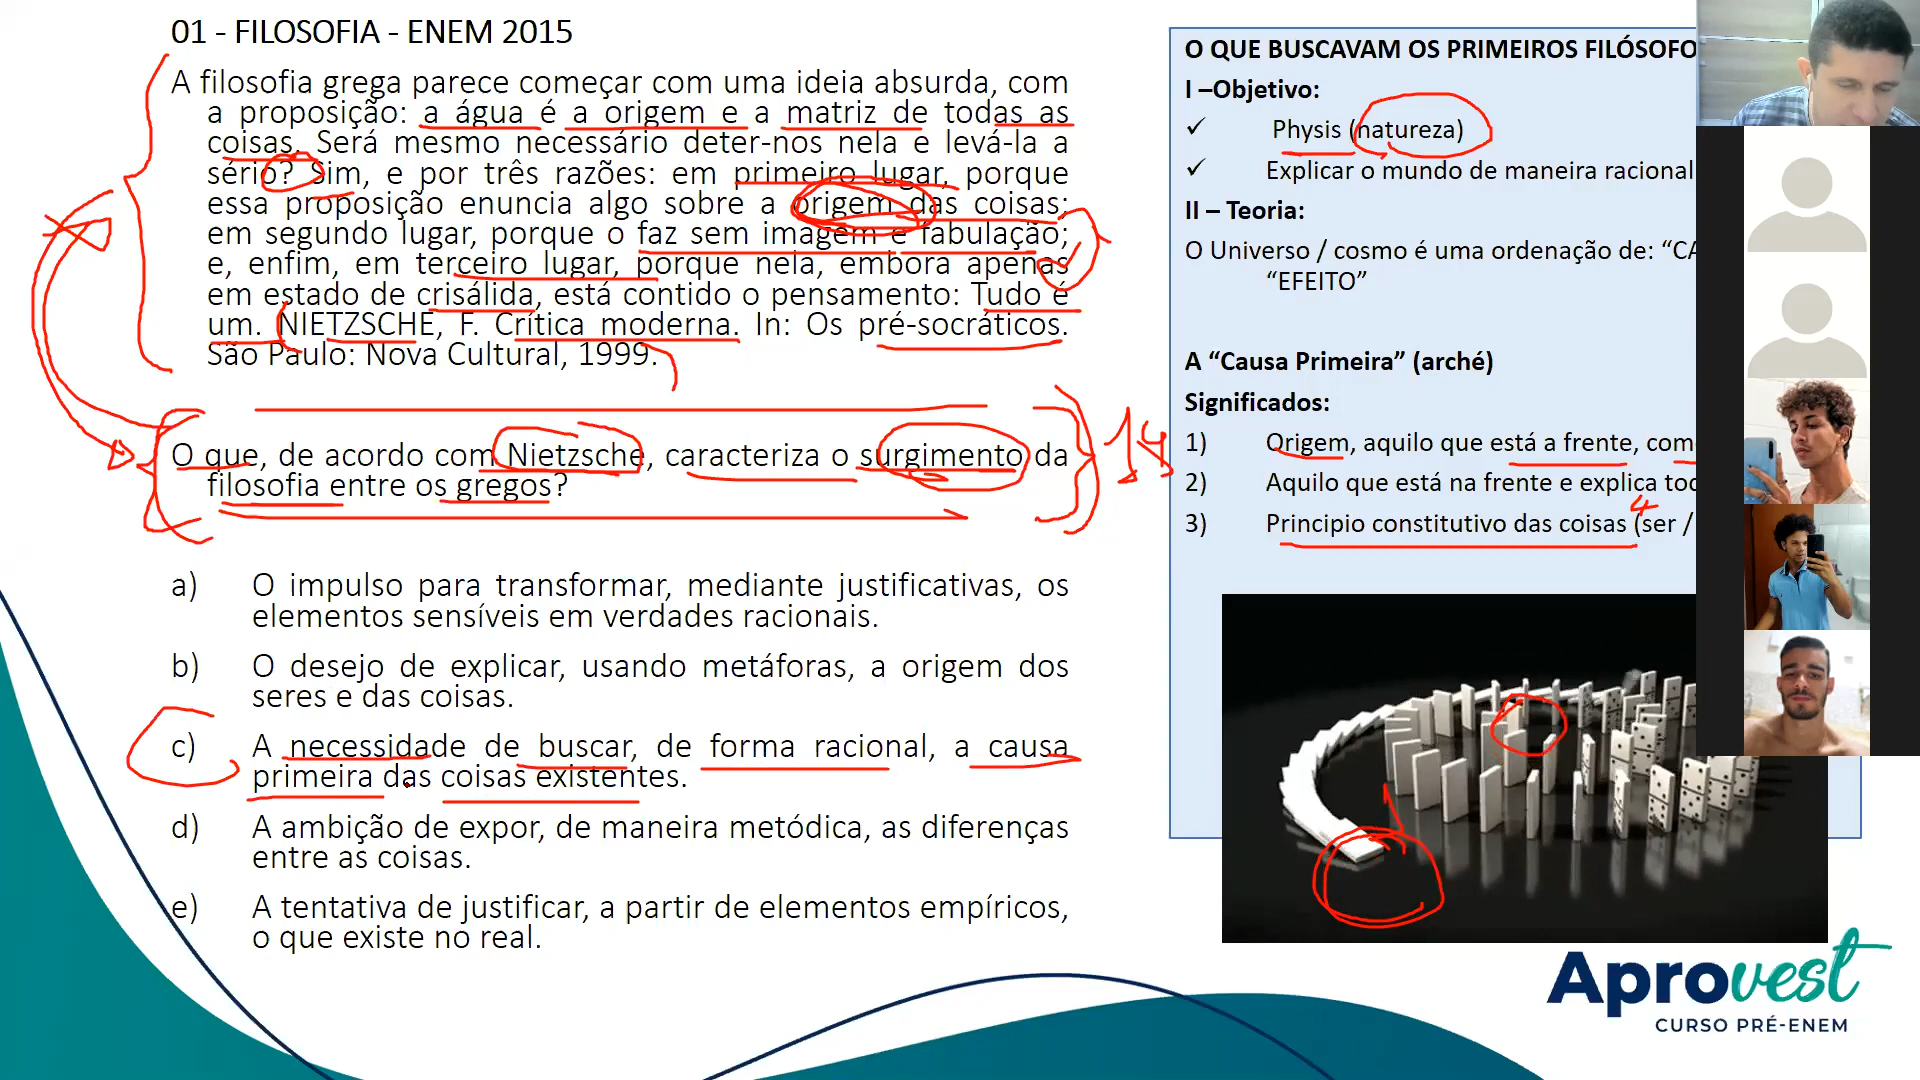 01 - FILOSOFIA - ENEM 2015
A filosofia grega parece começar com uma ideia absurda, com
a proposição: a água é a origem e a matriz de todas as
coisas. Será mesmo necessário deter-nos nela e levá-la a
sério? Sim, e por três razões: em primeiro lugar, porque
essa proposição enuncia algo sobre a origem das coisas;
em segundo lugar, porque o faz sem imagem e fabulação;
e, enfim, em terceiro lugar, porque nela, embora apenas
em estado de crisálida, está contido o pensamento: Tudo é
um. NIETZSCHE, F. Crítica moderna. In: Os pré-socráticos.
São Paulo: Nova Cultural, 1999.
O que, de acordo com Nietzsche, caracteriza o surgimento da
filosofia entre os gregos?
a) O impulso para transformar, mediante justificativas, os
elementos sensíveis em verdades racionais.
b) O desejo de explicar, usando metáforas, a origem dos
seres e das coisas.
c) A necessidade de buscar, de forma racional, a causa
primeira das coisas existentes.
d) A ambição de expor, de maneira metódica, as diferenças
entre as coisas.
e) A tentativa de justificar, a partir de elementos empíricos,
o que existe no real.
O QUE BUSCAVAM OS PRIMEIROS FILÓSOFO
I –Objetivo:
✓ Physis (natureza)
✓ Explicar o mundo de maneira racional
II – Teoria:
O Universo / cosmo é uma ordenação de: “CA
“EFEITO”
A “Causa Primeira” (arché)
Significados:
1) Origem, aquilo que está a frente, com
2) Aquilo que está na frente e explica toc
3) Principio constitutivo das coisas (ser /
Aprovest
CURSO PRÉ-ENEM